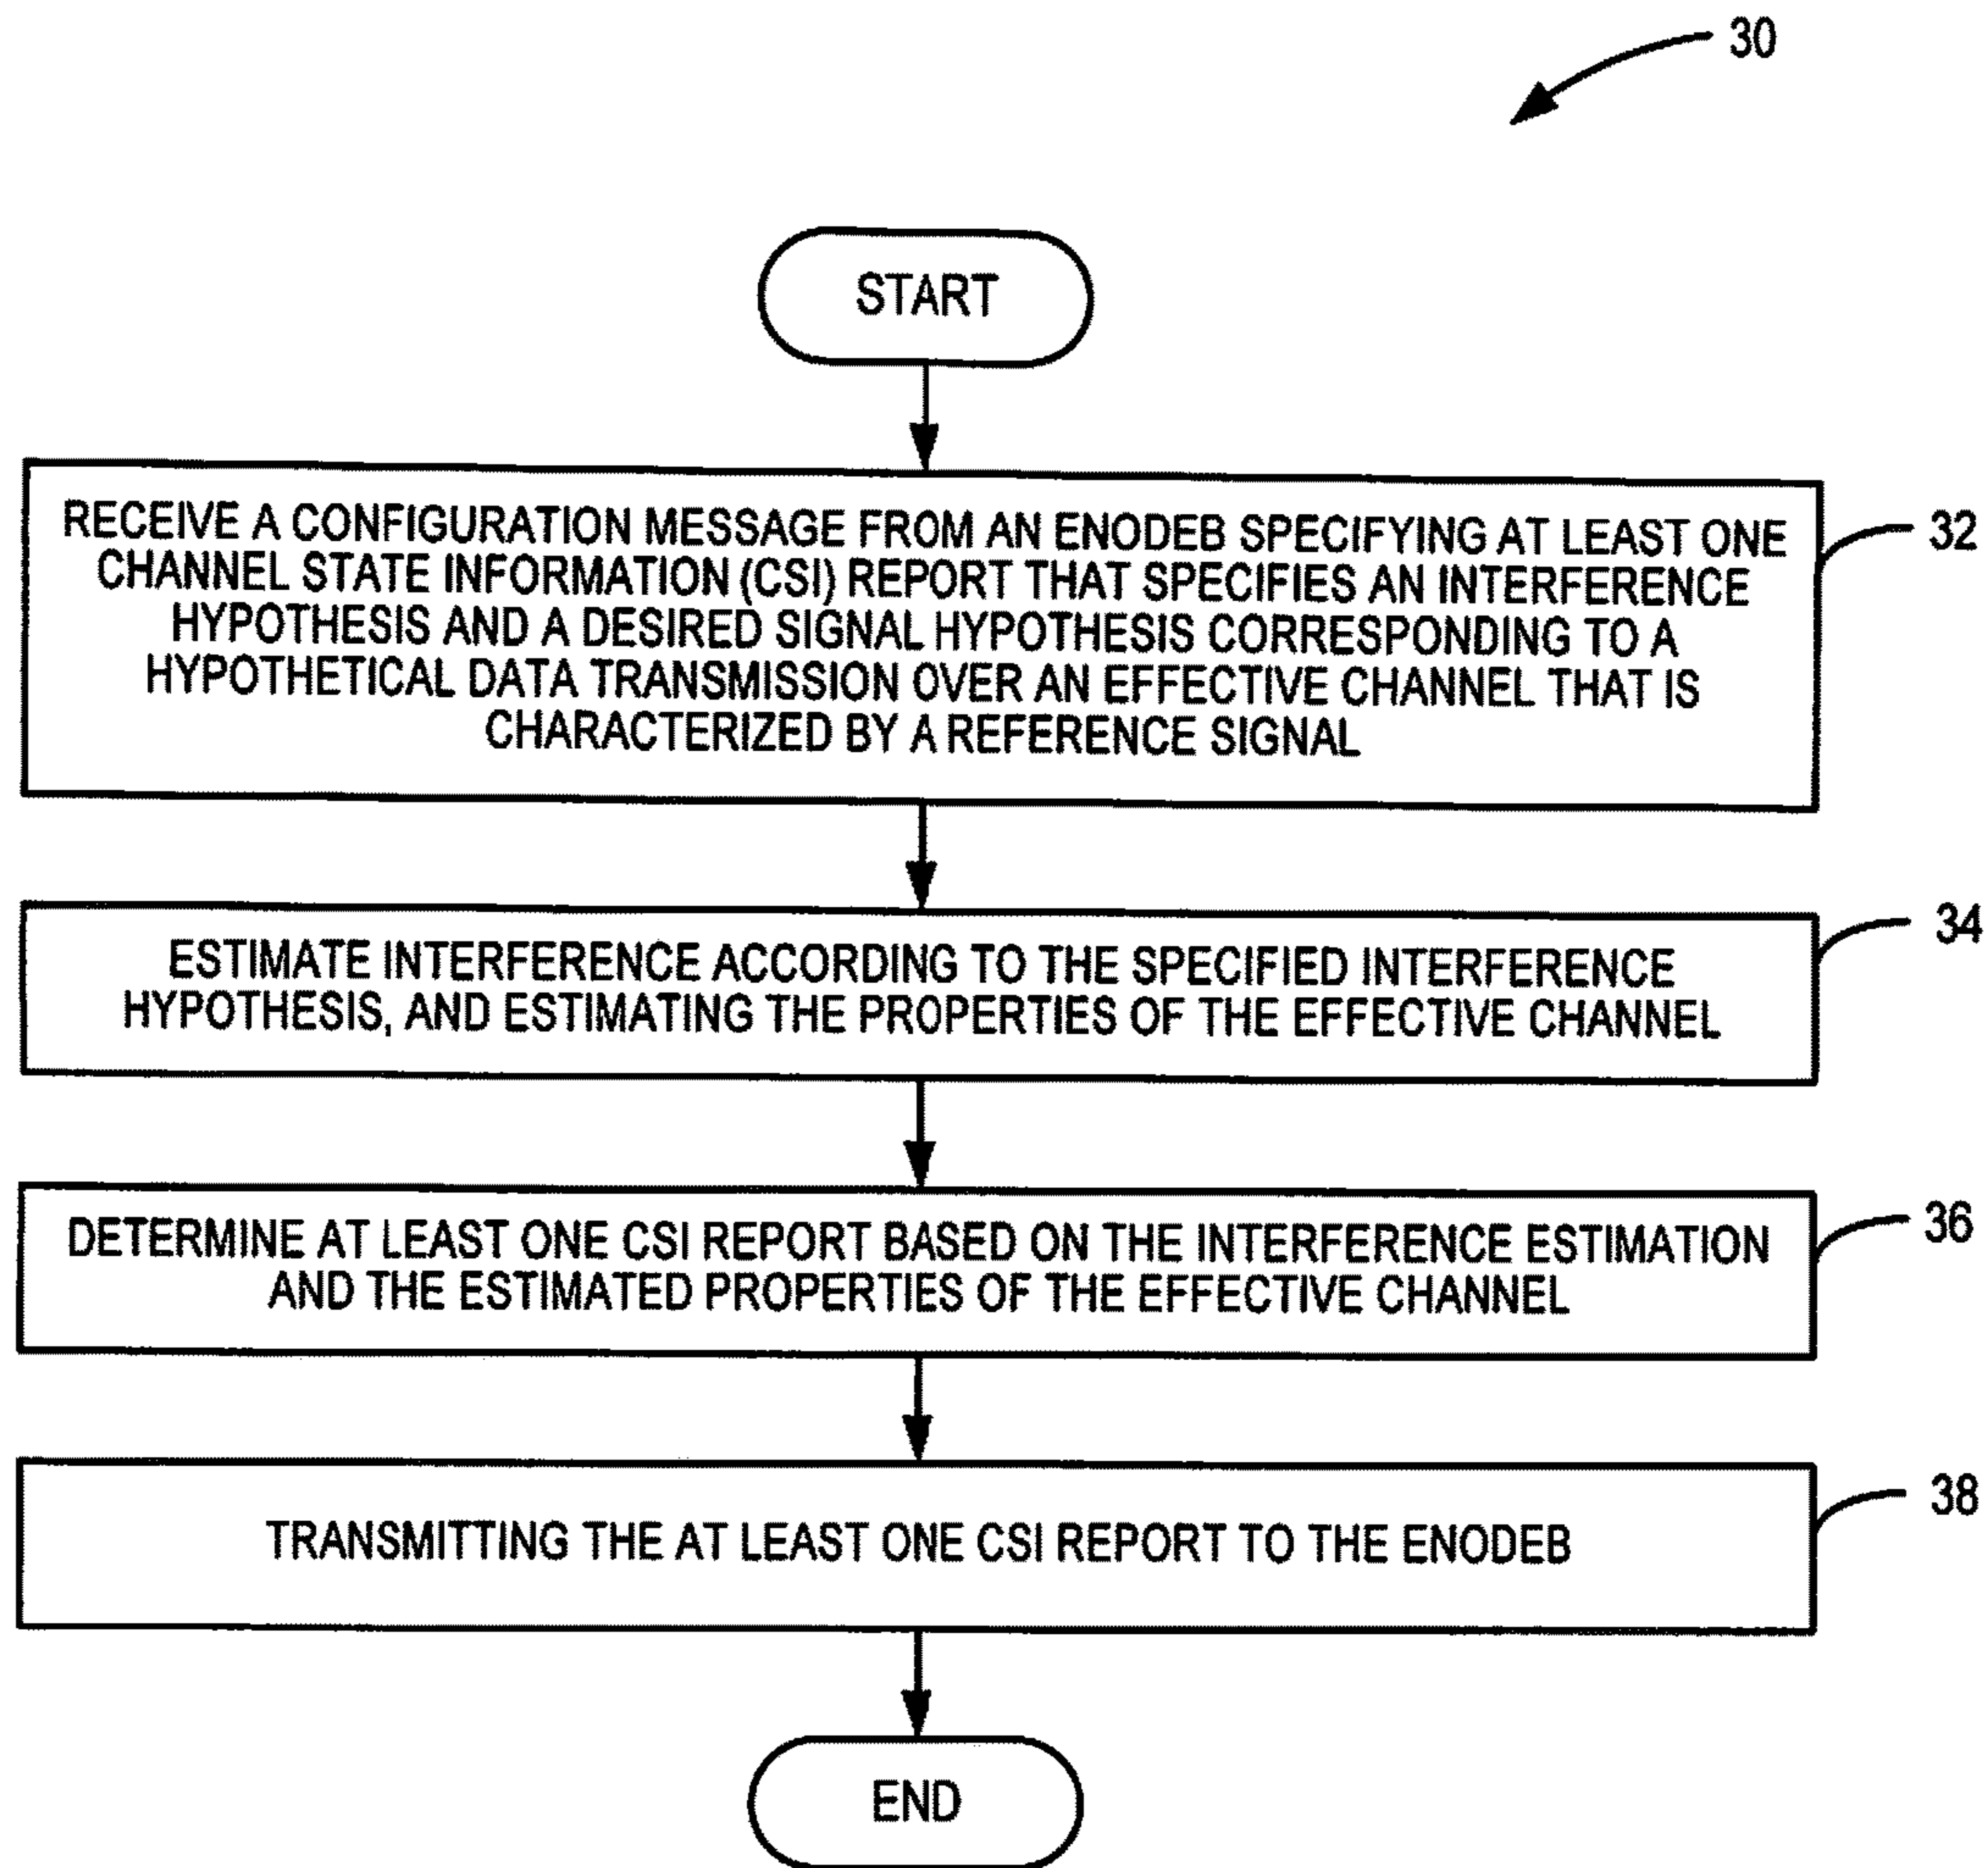 30
START
RECEIVE A CONFIGURATION MESSAGE FROM AN ENODEB SPECIFYING AT LEAST ONE
CHANNEL STATE INFORMATION (CSI) REPORT THAT SPECIFIES AN INTERFERENCE
HYPOTHESIS AND A DESIRED SIGNAL HYPOTHESIS CORRESPONDING TO A
HYPOTHETICAL DATA TRANSMISSION OVER AN EFFECTIVE CHANNEL THAT IS
CHARACTERIZED BY A REFERENCE SIGNAL
32
ESTIMATE INTERFERENCE ACCORDING TO THE SPECIFIED INTERFERENCE
HYPOTHESIS, AND ESTIMATING THE PROPERTIES OF THE EFFECTIVE CHANNEL
34
DETERMINE AT LEAST ONE CSI REPORT BASED ON THE INTERFERENCE ESTIMATION
AND THE ESTIMATED PROPERTIES OF THE EFFECTIVE CHANNEL
36
TRANSMITTING THE AT LEAST ONE CSI REPORT TO THE ENODEB
38
END